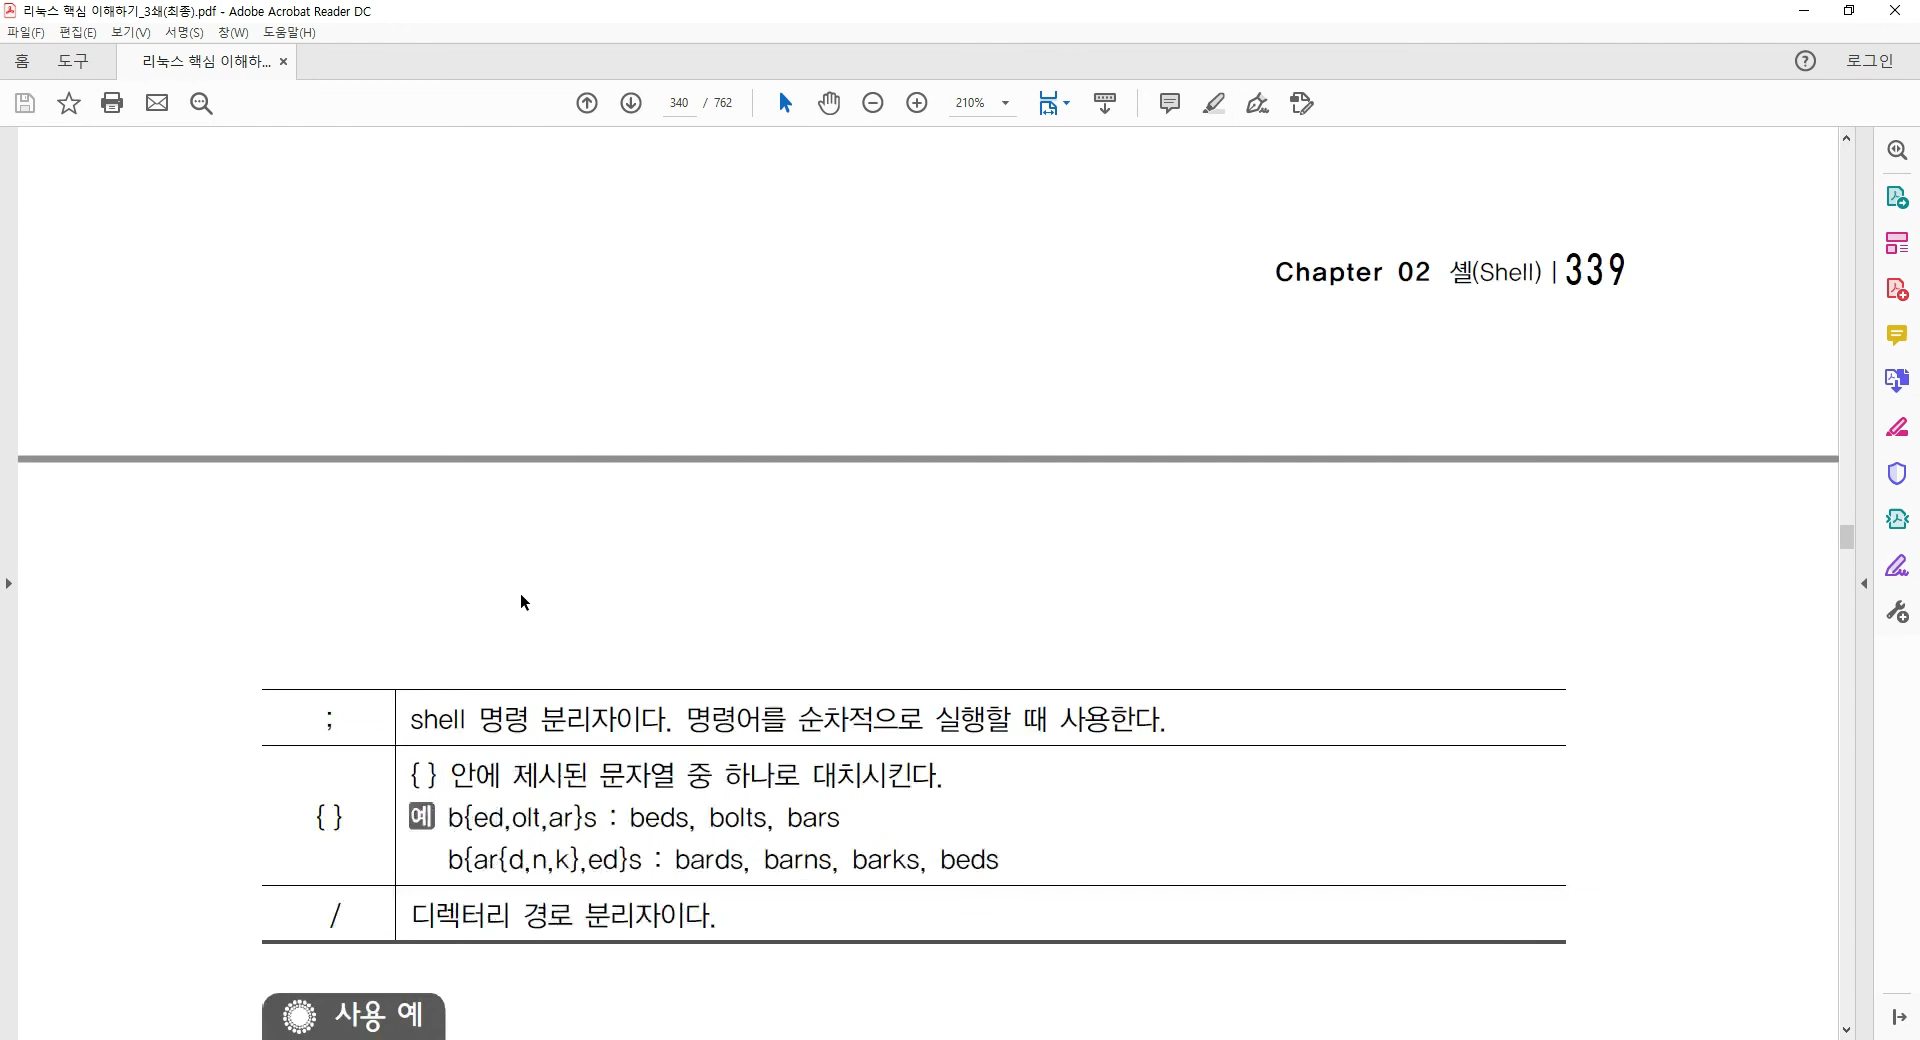 리눅스 핵심 이해하기_3쇄(최종).pdf - Adobe Acrobat Reader DC
파일(F) 편집(E) 보기(V) 서명(S) 창(W) 도움말(H)
홈 도구 리눅스 핵심 이해하... × 로그인
340 / 762 210%
Chapter 02 셸(Shell) | 339
; shell 명령 분리자이다. 명령어를 순차적으로 실행할 때 사용한다.
{ } 안에 제시된 문자열 중 하나로 대치시킨다.
{ } 예 b{ed,olt,ar}s : beds, bolts, bars
b{ar{d,n,k},ed}s : bards, barns, barks, beds
/ 디렉터리 경로 분리자이다.
사용 예